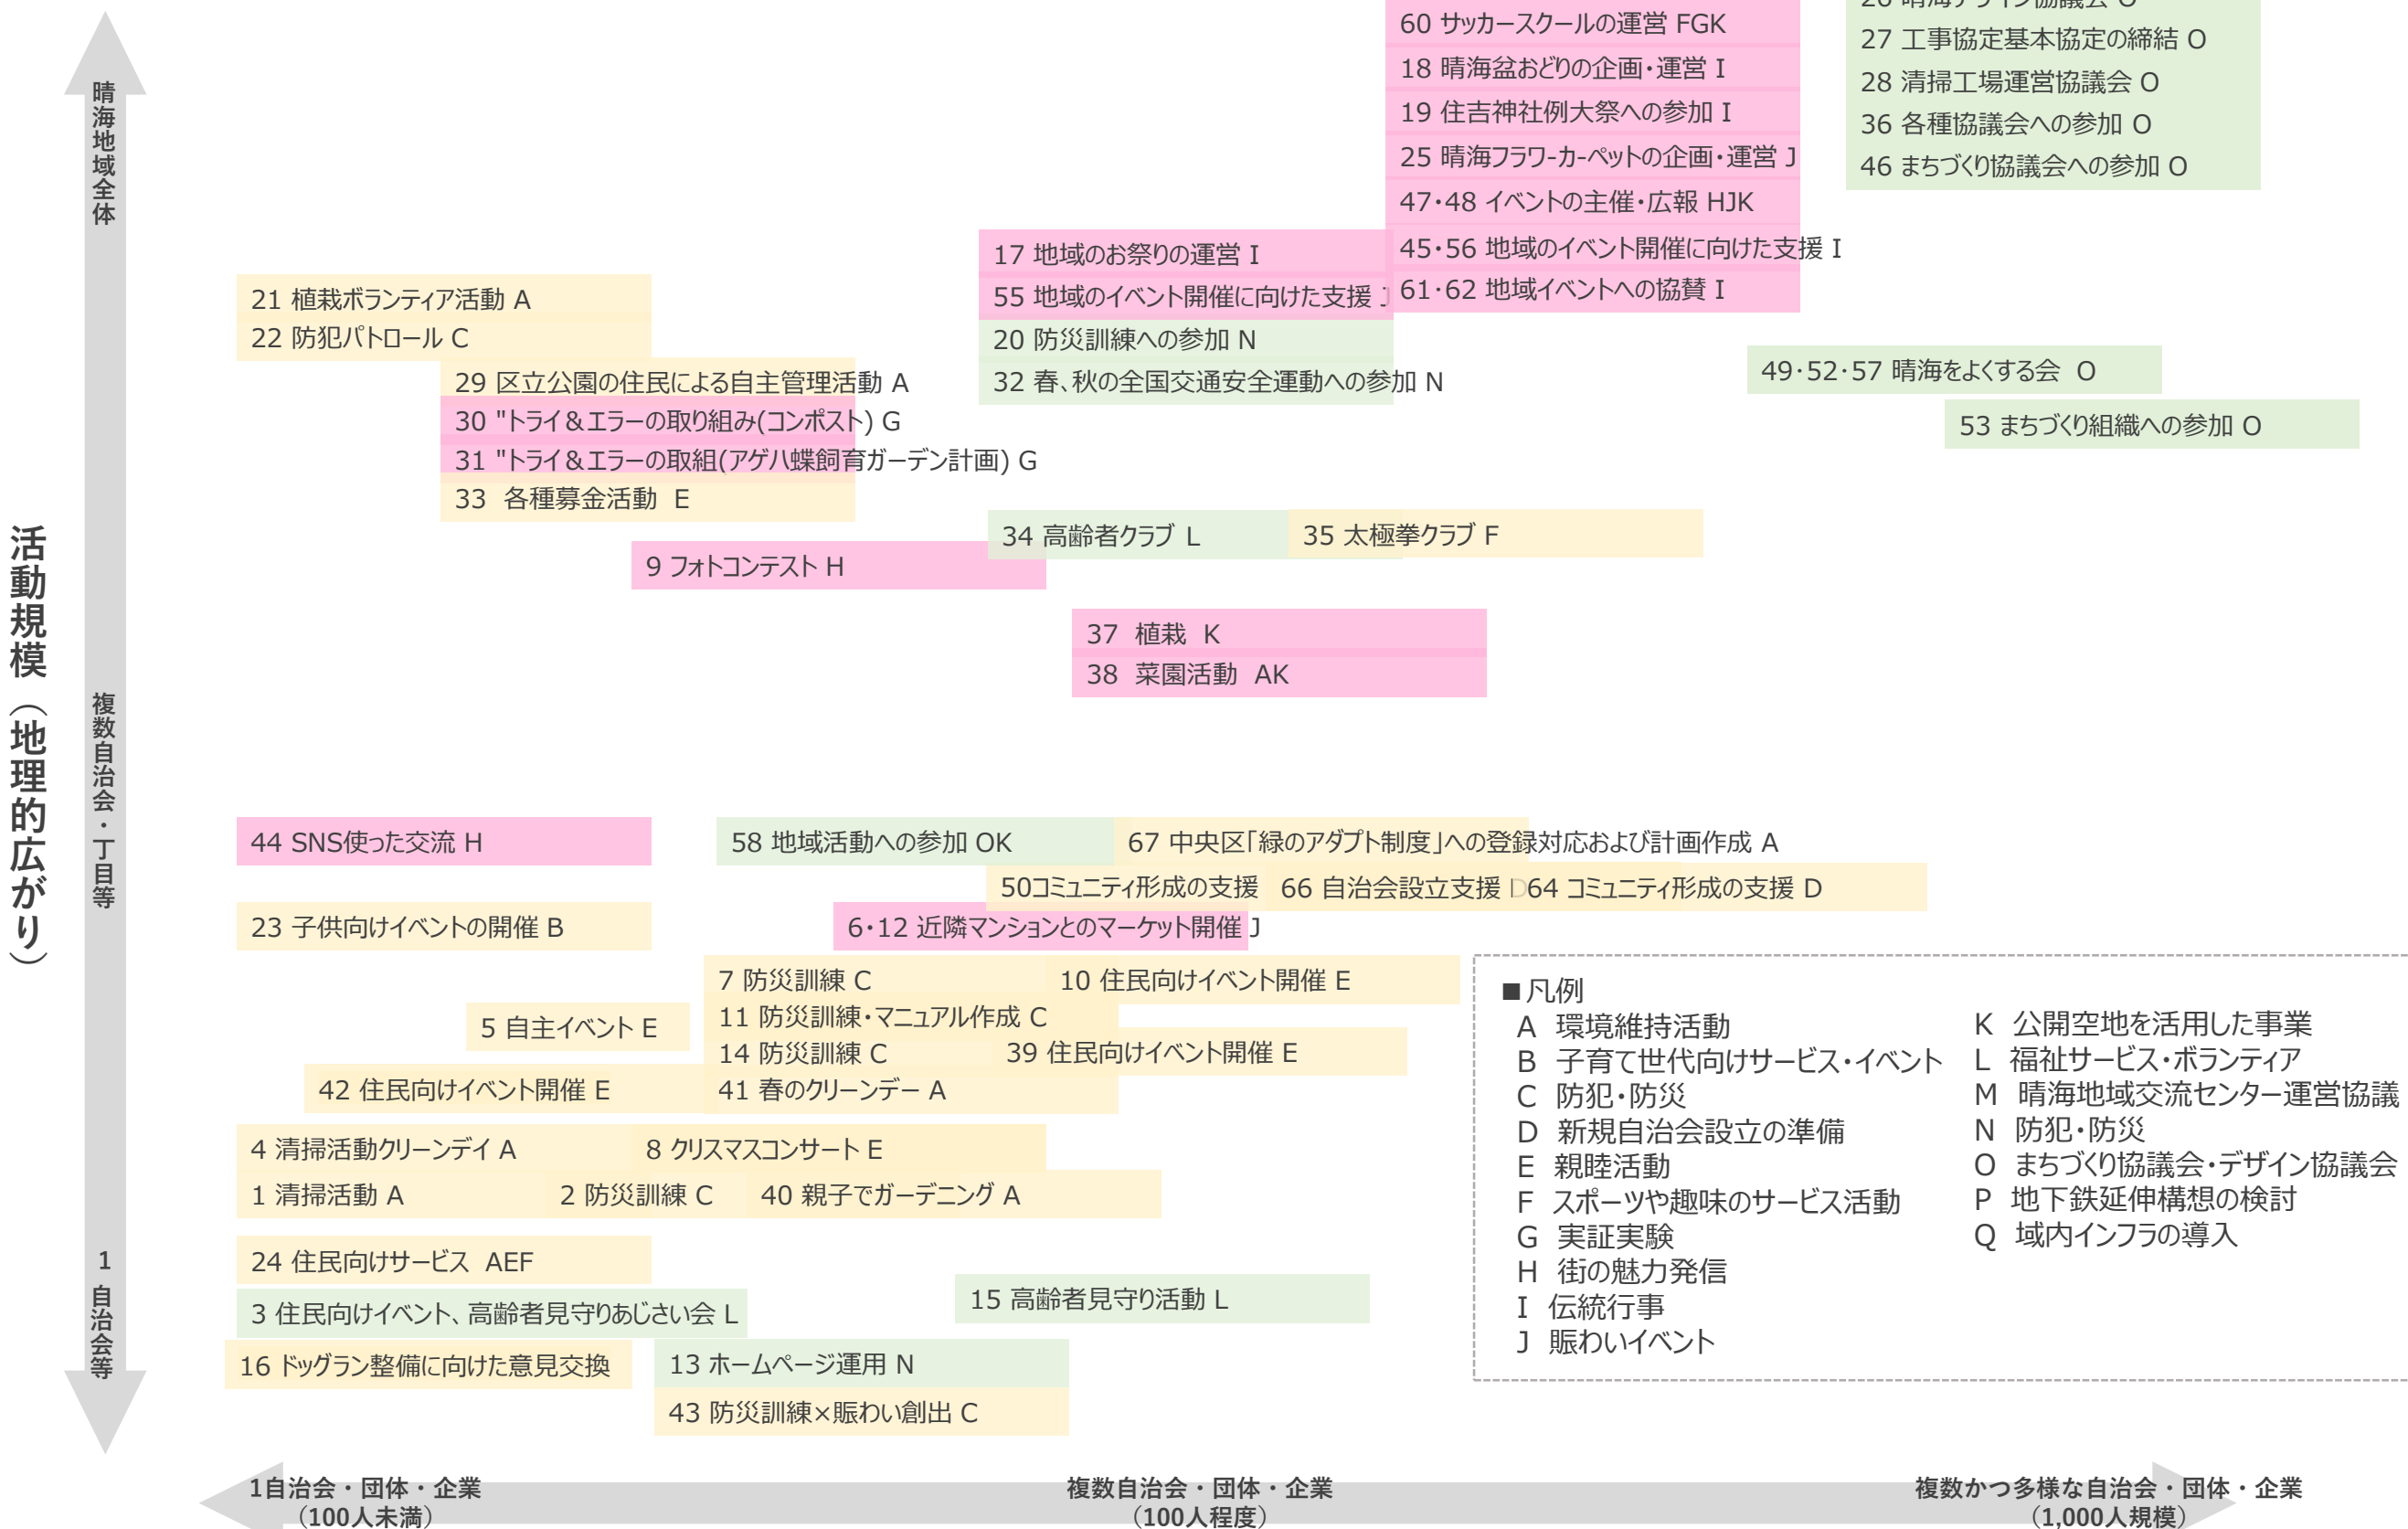 26 晴海デザイン協議会 O
60 サッカースクールの運営 FGK
27 工事協定基本協定の締結 O
18 晴海盆おどりの企画・運営 I
28 清掃工場運営協議会 O
19 住吉神社例大祭への参加 I
36 各種協議会への参加 O
25 晴海フラワーカーペットの企画・運営 J
46 まちづくり協議会への参加 O
47・48 イベントの主催・広報 HJK
17 地域のお祭りの運営 I
45・56 地域のイベント開催に向けた支援 I
55 地域のイベント開催に向けた支援 J
61・62 地域イベントへの協賛 I
21 植栽ボランティア活動 A
22 防犯パトロール C
20 防災訓練への参加 N
32 春、秋の全国交通安全運動への参加 N
49・52・57 晴海をよくする会 O
53 まちづくり組織への参加 O
29 区立公園の住民による自主管理活動 A
30 "トライ&エラーの取り組み(コンポスト) G
31 "トライ&エラーの取組(アゲハ蝶飼育ガーデン計画) G
33 各種募金活動 E
34 高齢者クラブ L
35 太極拳クラブ F
9 フォトコンテスト H
37 植栽 K
38 菜園活動 AK
44 SNS使った交流 H
58 地域活動への参加 OK
67 中央区「緑のアダプト制度」への登録対応および計画作成 A
50コミュニティ形成の支援
66 自治会設立支援 D
64 コミュニティ形成の支援 D
23 子供向けイベントの開催 B
6・12 近隣マンションとのマーケット開催 J
7 防災訓練 C
10 住民向けイベント開催 E
5 自主イベント E
11 防災訓練・マニュアル作成 C
14 防災訓練 C
39 住民向けイベント開催 E
42 住民向けイベント開催 E
41 春のクリーンデー A
4 清掃活動クリーンデイ A
8 クリスマスコンサート E
1 清掃活動 A
2 防災訓練 C
40 親子でガーデニング A
24 住民向けサービス AEF
3 住民向けイベント、高齢者見守りあじさい会 L
15 高齢者見守り活動 L
16 ドッグラン整備に向けた意見交換
13 ホームページ運用 N
43 防災訓練×賑わい創出 C
■凡例
A 環境維持活動
B 子育て世代向けサービス・イベント
C 防犯・防災
D 新規自治会設立の準備
E 親睦活動
F スポーツや趣味のサービス活動
G 実証実験
H 街の魅力発信
I 伝統行事
J 賑わいイベント
K 公開空地を活用した事業
L 福祉サービス・ボランティア
M 晴海地域交流センター運営協議
N 防犯・防災
O まちづくり協議会・デザイン協議会
P 地下鉄延伸構想の検討
Q 域内インフラの導入
活動規模(地理的広がり)
晴海地域全体
複数自治会・丁目等
1自治会等
1自治会・団体・企業
(100人未満)
複数自治会・団体・企業
(100人程度)
複数かつ多様な自治会・団体・企業
(1,000人規模)